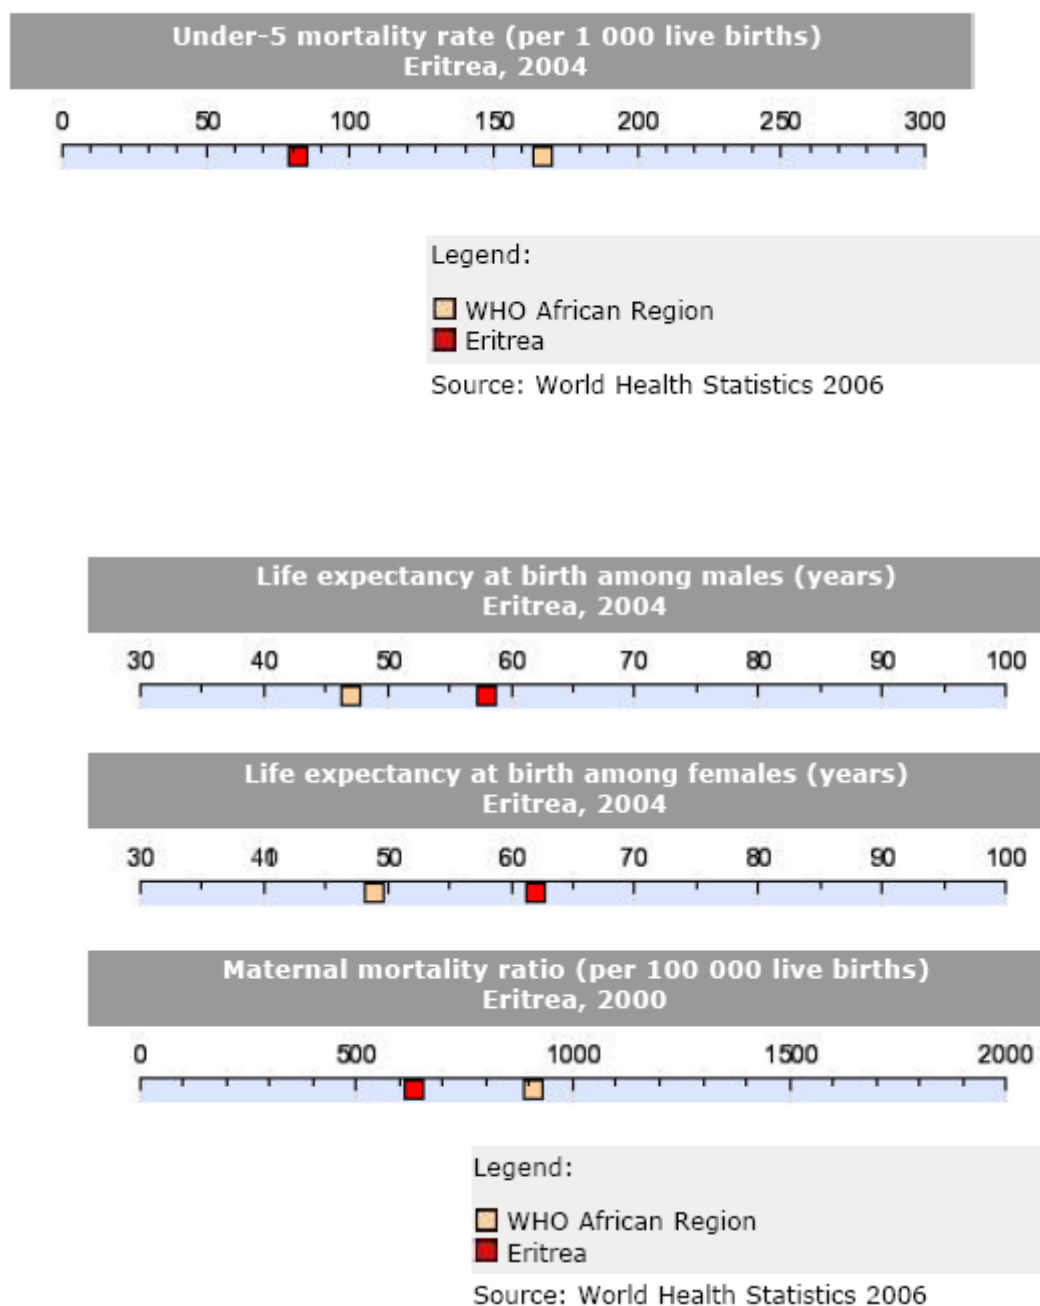 Under-5 mortality rate (per 1 000 live births)
Eritrea, 2004
0 50 100 150 200 250 300
Legend:
WHO African Region
Eritrea
Source: World Health Statistics 2006
Life expectancy at birth among males (years)
Eritrea, 2004
30 40 50 60 70 80 90 100
Life expectancy at birth among females (years)
Eritrea, 2004
30 40 50 60 70 80 90 100
Maternal mortality ratio (per 100 000 live births)
Eritrea, 2000
0 500 1000 1500 2000
Legend:
WHO African Region
Eritrea
Source: World Health Statistics 2006